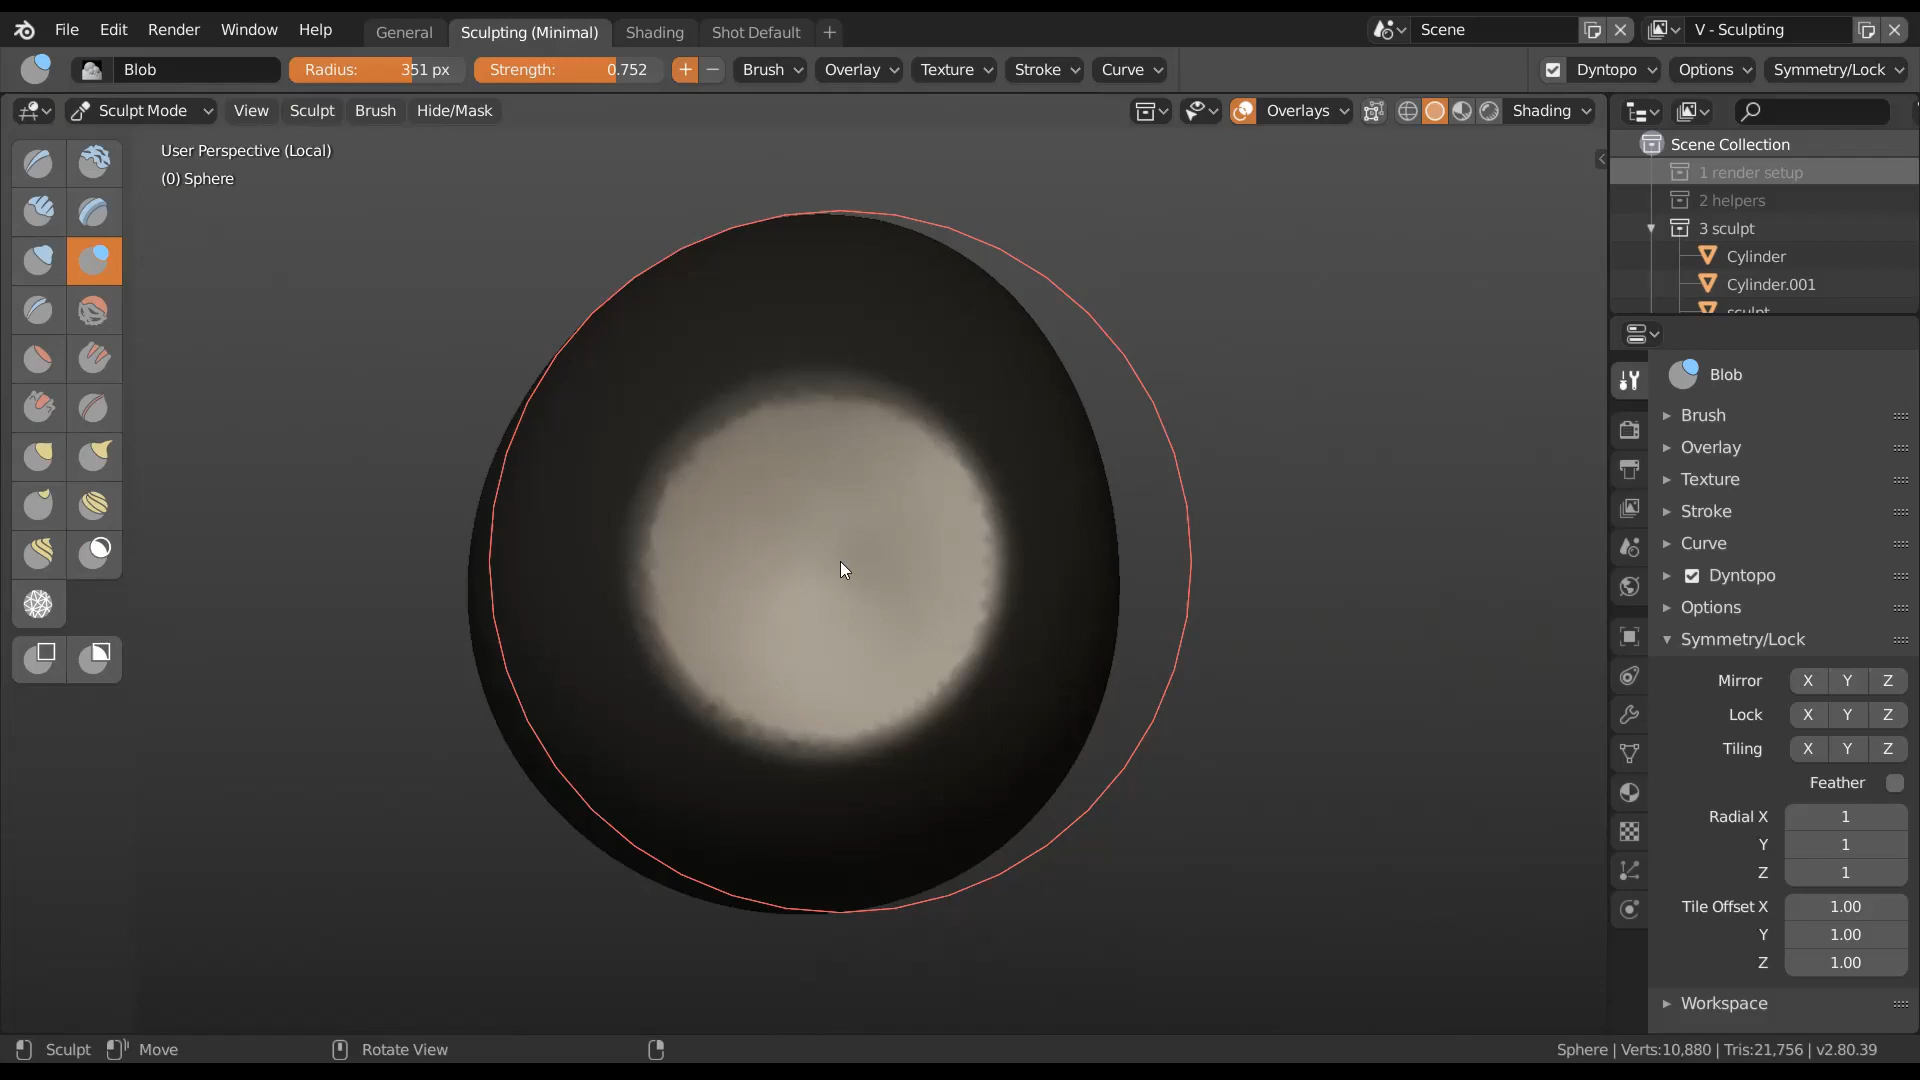 File Edit Render Window Help General Sculpting (Minimal) Shading Shot Default + Scene V - Sculpting
Blob Radius: 351 px Strength: 0.752 + − Brush Overlay Texture Stroke Curve Dyntopo Options Symmetry/Lock
Sculpt Mode View Sculpt Brush Hide/Mask Overlays Shading
User Perspective (Local)
(0) Sphere
Scene Collection
1 render setup
2 helpers
3 sculpt
Cylinder
Cylinder.001
sculpt
Blob
Brush
Overlay
Texture
Stroke
Curve
Dyntopo
Options
Symmetry/Lock
Mirror X Y Z
Lock X Y Z
Tiling X Y Z
Feather
Radial X 1
Y 1
Z 1
Tile Offset X 1.00
Y 1.00
Z 1.00
Workspace
Sculpt Move Rotate View Sphere | Verts:10,880 | Tris:21,756 | v2.80.39